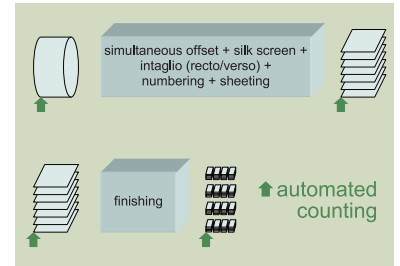 simultaneous offset + silk screen +
intaglio (recto/verso) +
numbering + sheeting
finishing
automated
counting